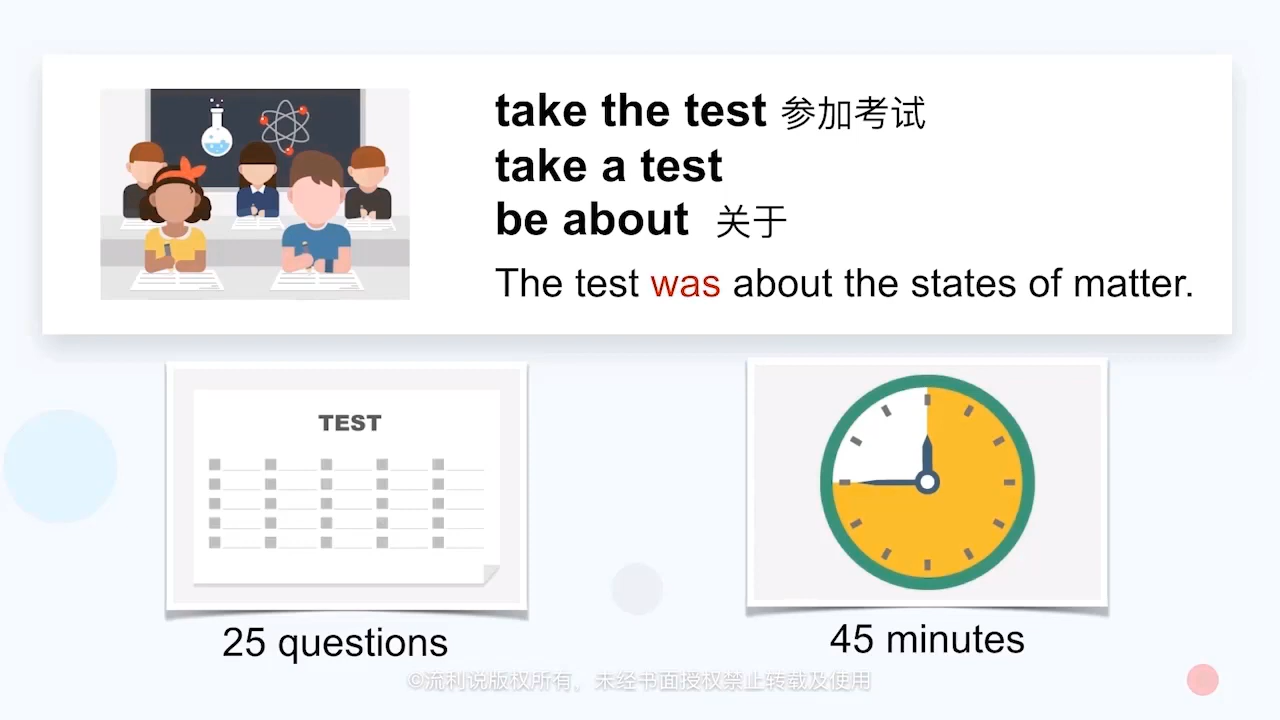 take the test 参加考试
take a test
be about 关于
The test was about the states of matter.
TEST
25 questions
45 minutes
©流利说版权所有，未经书面授权禁止转载及使用